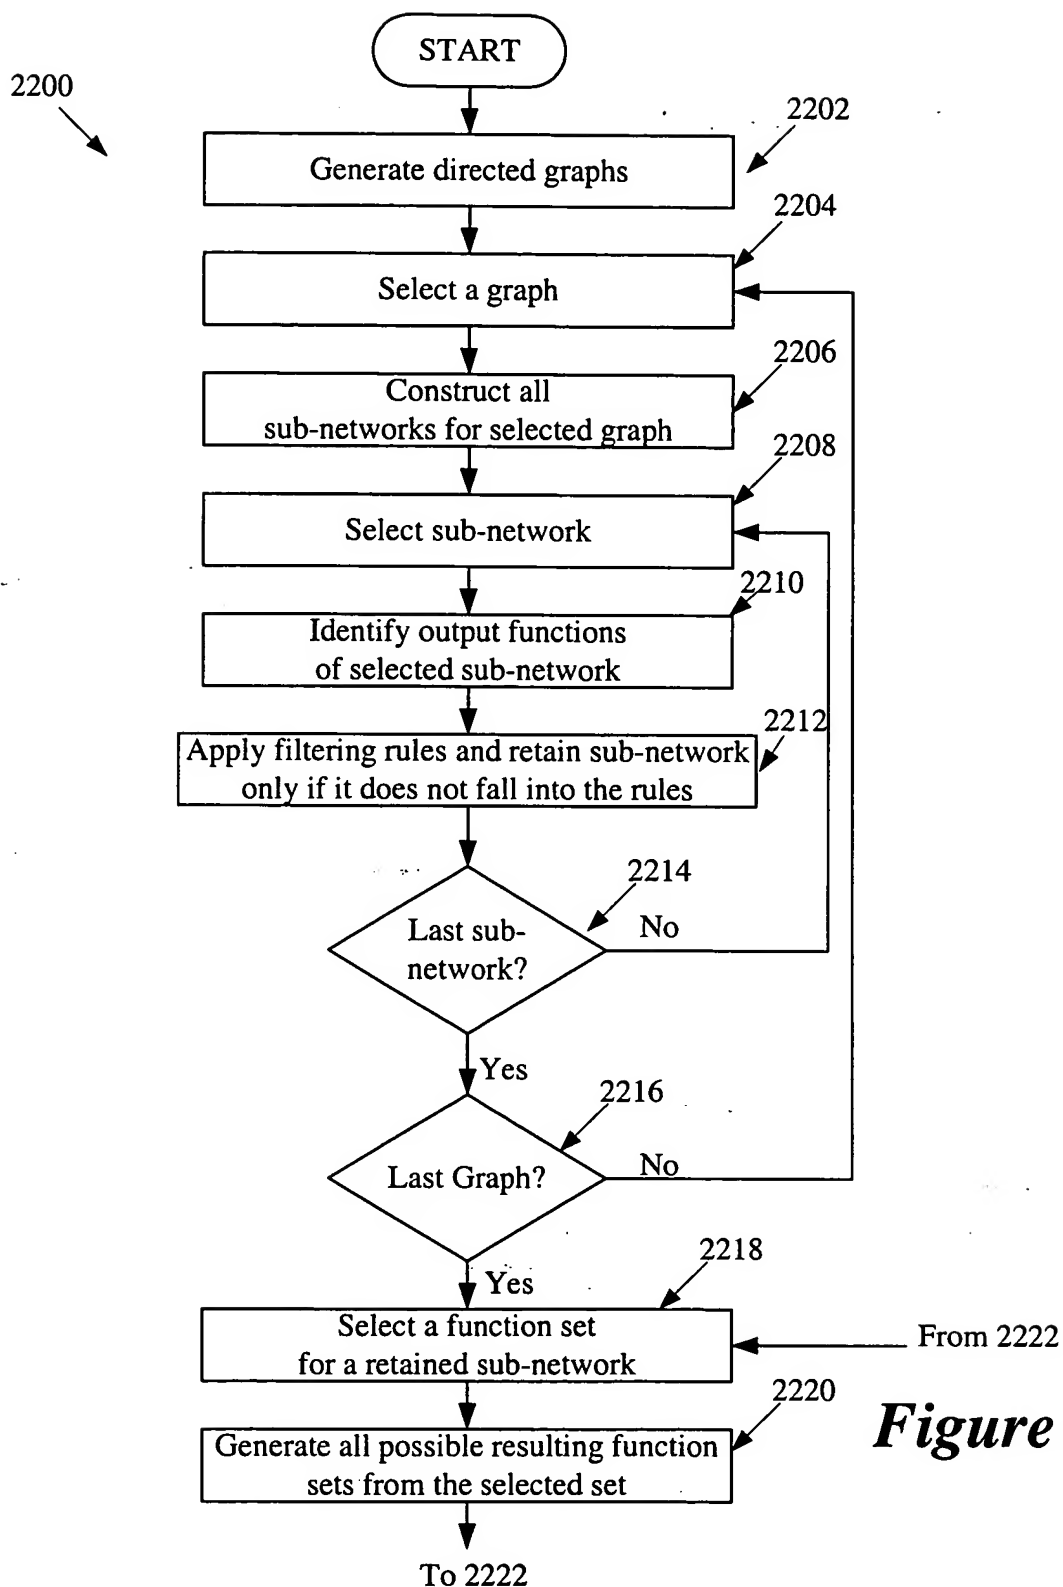 START
2200
2202
Generate directed graphs
2204
Select a graph
2206
Construct all
sub-networks for selected graph
2208
Select sub-network
2210
Identify output functions
of selected sub-network
2212
Apply filtering rules and retain sub-network
only if it does not fall into the rules
2214
Last sub-
network?
No
Yes
2216
Last Graph?
No
Yes
2218
Select a function set
for a retained sub-network
From 2222
2220
Generate all possible resulting function
sets from the selected set
Figure
To 2222